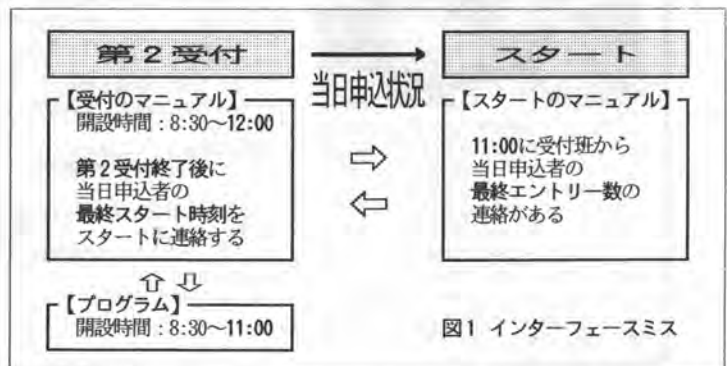 第2受付
スタート
当日申込状況
【受付のマニュアル】
開設時間：8:30～12:00
第2受付終了後に
当日申込者の
最終スタート時刻を
スタートに連絡する
【スタートのマニュアル】
11:00に受付班から
当日申込者の
最終エントリー数の
連絡がある
【プログラム】
開設時間：8:30～11:00
図1 インターフェースミス